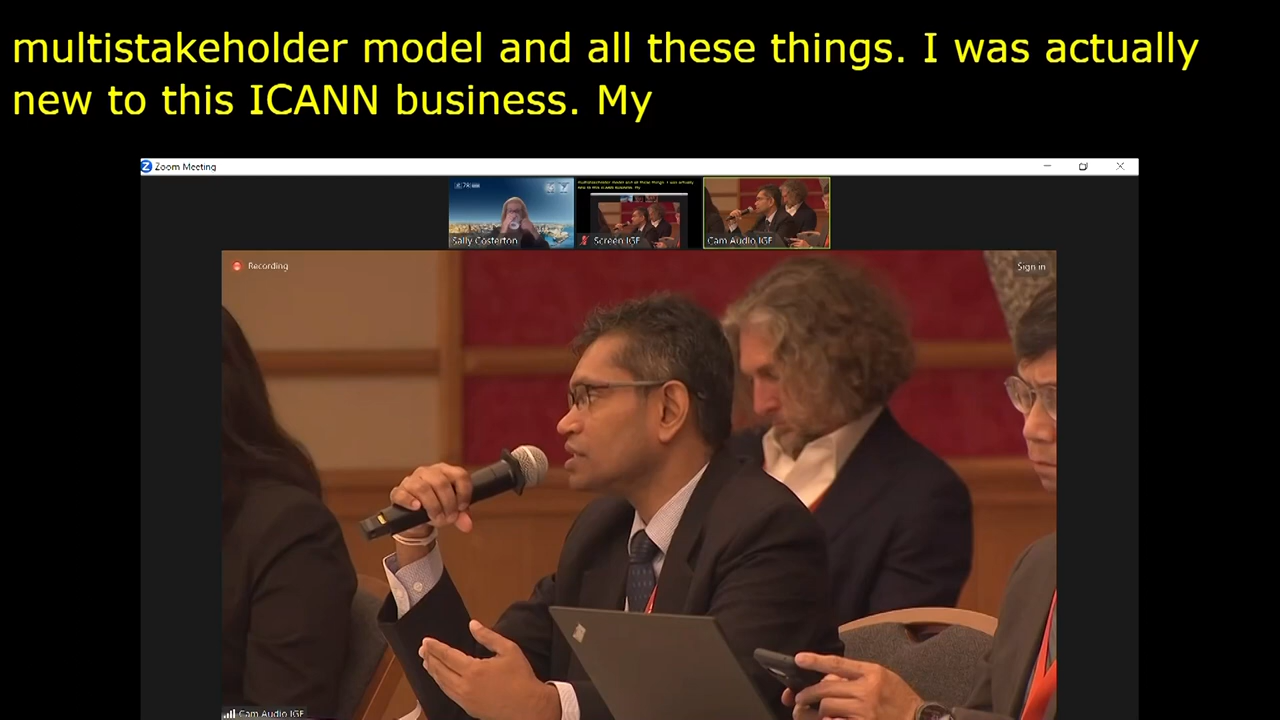 multistakeholder model and all these things. I was actually
new to this ICANN business. My
Zoom Meeting
Sally Costerton
Screen IGF
Cam Audio IGF
Recording
Sign in
Cam Audio IGF